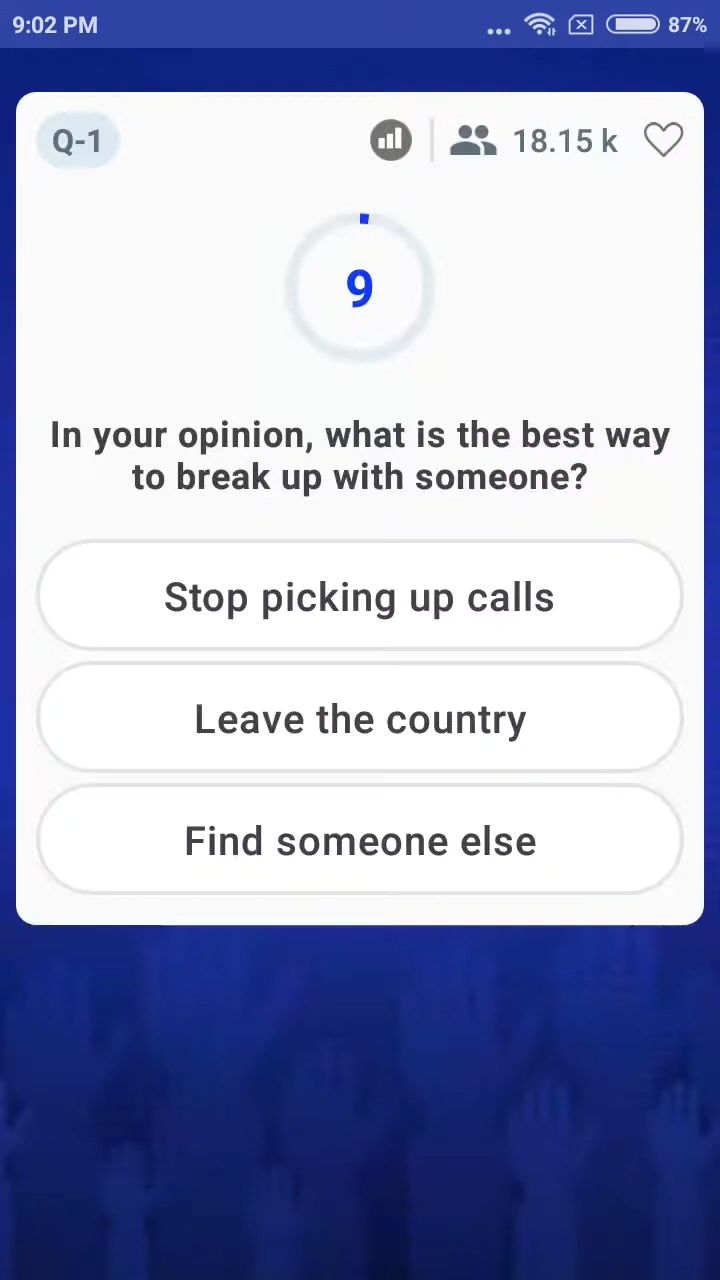 9:02 PM
87%
Q-1
18.15 k
9
In your opinion, what is the best way
to break up with someone?
Stop picking up calls
Leave the country
Find someone else